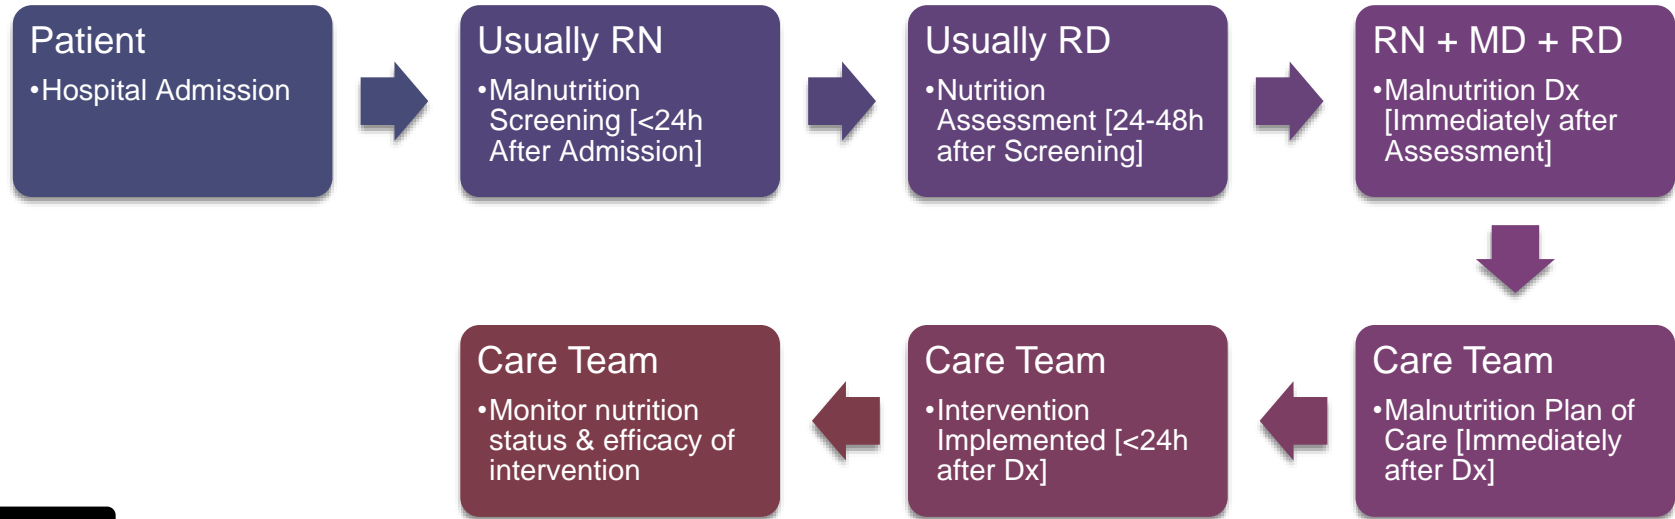 Patient
•Hospital Admission
Usually RN
•Malnutrition
Screening [<24h
After Admission]
Usually RD
•Nutrition
Assessment [24-48h
after Screening]
RN + MD + RD
•Malnutrition Dx
[Immediately after
Assessment]
Care Team
•Malnutrition Plan of
Care [Immediately
after Dx]
Care Team
•Intervention
Implemented [<24h
after Dx]
Care Team
•Monitor nutrition
status & efficacy of
intervention